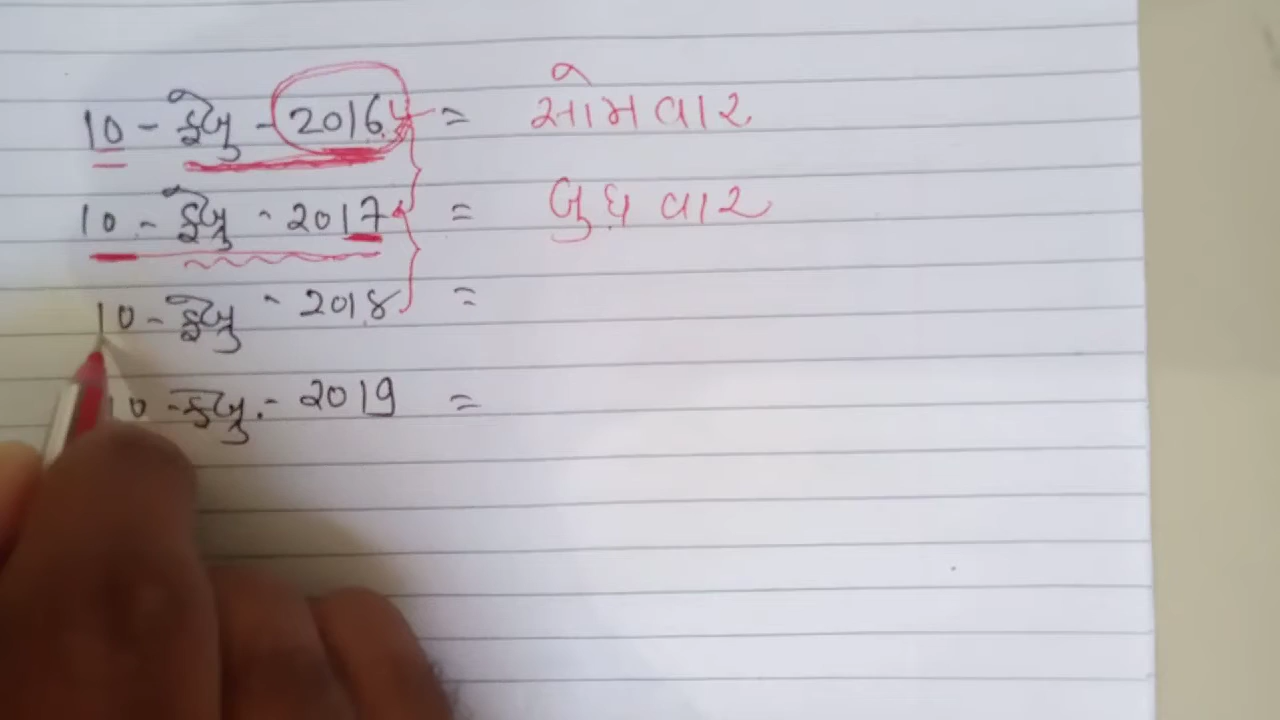 10 - ફેબ્રુ - 2016 = સોમવાર
10 - ફેબ્રુ - 2017 = બુધવાર
10 - ફેબ્રુ - 2018 =
10 - ફેબ્રુ. - 2019 =